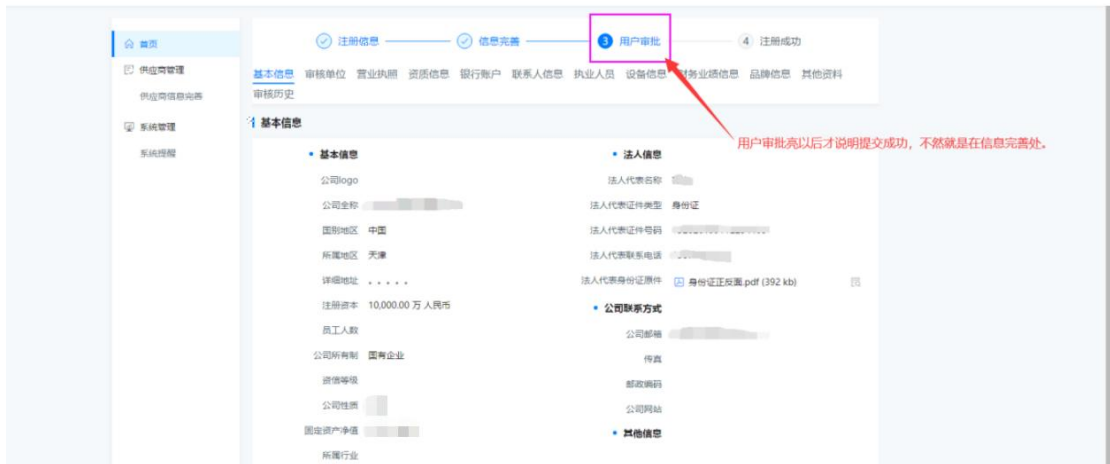 首页
供应商管理
供应商信息完善
系统管理
系统提醒
注册信息
信息完善
3 用户审批
4 注册成功
基本信息 审核单位 营业执照 资质信息 银行账户 联系人信息 执业人员 设备信息 财务业绩信息 品牌信息 其他资料
审核历史
基本信息
用户审批亮以后才说明提交成功，不然就是在信息完善处。
基本信息
公司logo
公司全称
国别地区 中国
所属地区 天津
详细地址
注册资本 10,000.00 万 人民币
员工人数
公司所有制 国有企业
资信等级
公司性质
固定资产净值
所属行业
法人信息
法人代表名称
法人代表证件类型 身份证
法人代表证件号码
法人代表联系电话
法人代表身份证原件 身份证正反面.pdf (392 kb)
公司联系方式
公司邮箱
传真
邮政编码
公司网站
其他信息